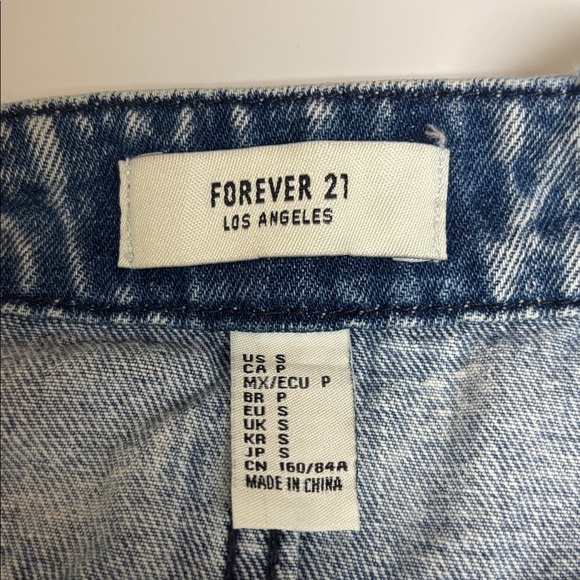 FOREVER 21
LOS ANGELES
US S
CA P
MX/ECU P
BR P
EU S
UK S
KR S
JP S
CN 160/84A
MADE IN CHINA